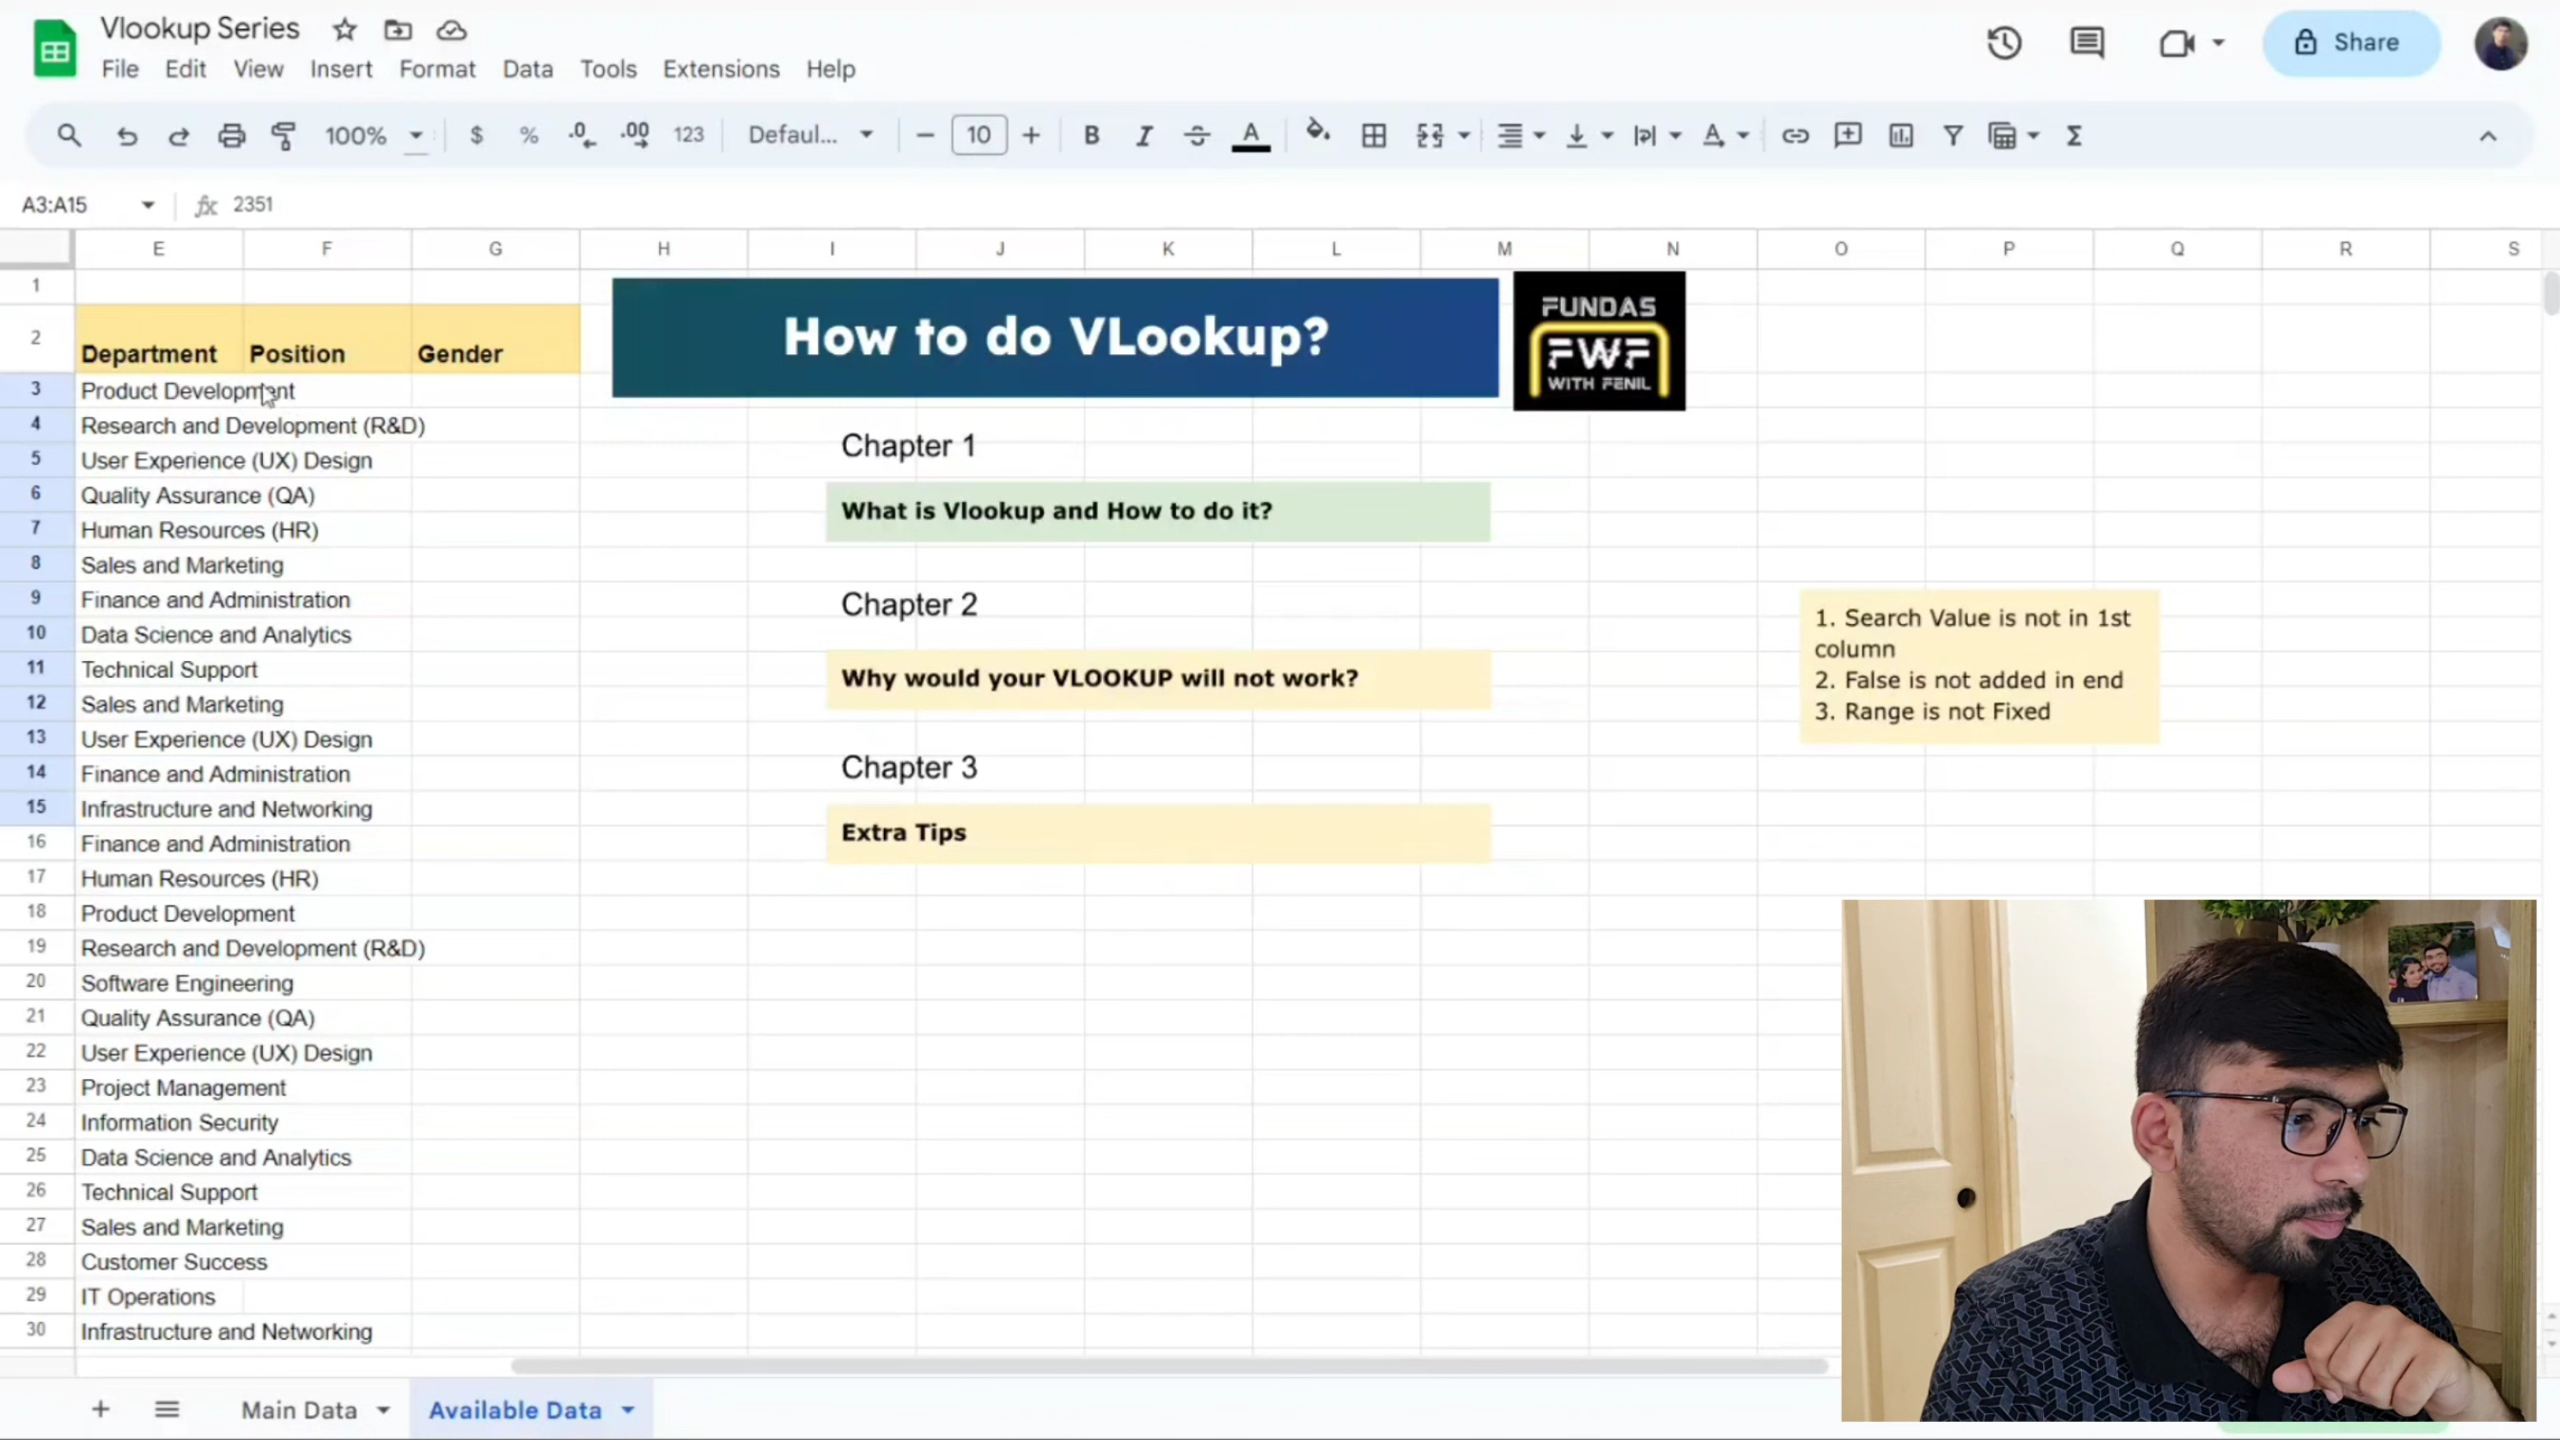 Vlookup Series
File Edit View Insert Format Data Tools Extensions Help
Share
100% $ % .0 .00 123 Defaul... 10 B I A Σ
A3:A15 fx 2351
E F G H I J K L M N O P Q R S
1
2 Department Position Gender
How to do VLookup?
FUNDAS
FWF
WITH FENIL
3 Product Development
4 Research and Development (R&D)
5 User Experience (UX) Design
6 Quality Assurance (QA)
7 Human Resources (HR)
8 Sales and Marketing
9 Finance and Administration
10 Data Science and Analytics
11 Technical Support
12 Sales and Marketing
13 User Experience (UX) Design
14 Finance and Administration
15 Infrastructure and Networking
16 Finance and Administration
17 Human Resources (HR)
18 Product Development
19 Research and Development (R&D)
20 Software Engineering
21 Quality Assurance (QA)
22 User Experience (UX) Design
23 Project Management
24 Information Security
25 Data Science and Analytics
26 Technical Support
27 Sales and Marketing
28 Customer Success
29 IT Operations
30 Infrastructure and Networking
Chapter 1
What is Vlookup and How to do it?
Chapter 2
Why would your VLOOKUP will not work?
Chapter 3
Extra Tips
1. Search Value is not in 1st
column
2. False is not added in end
3. Range is not Fixed
Main Data Available Data